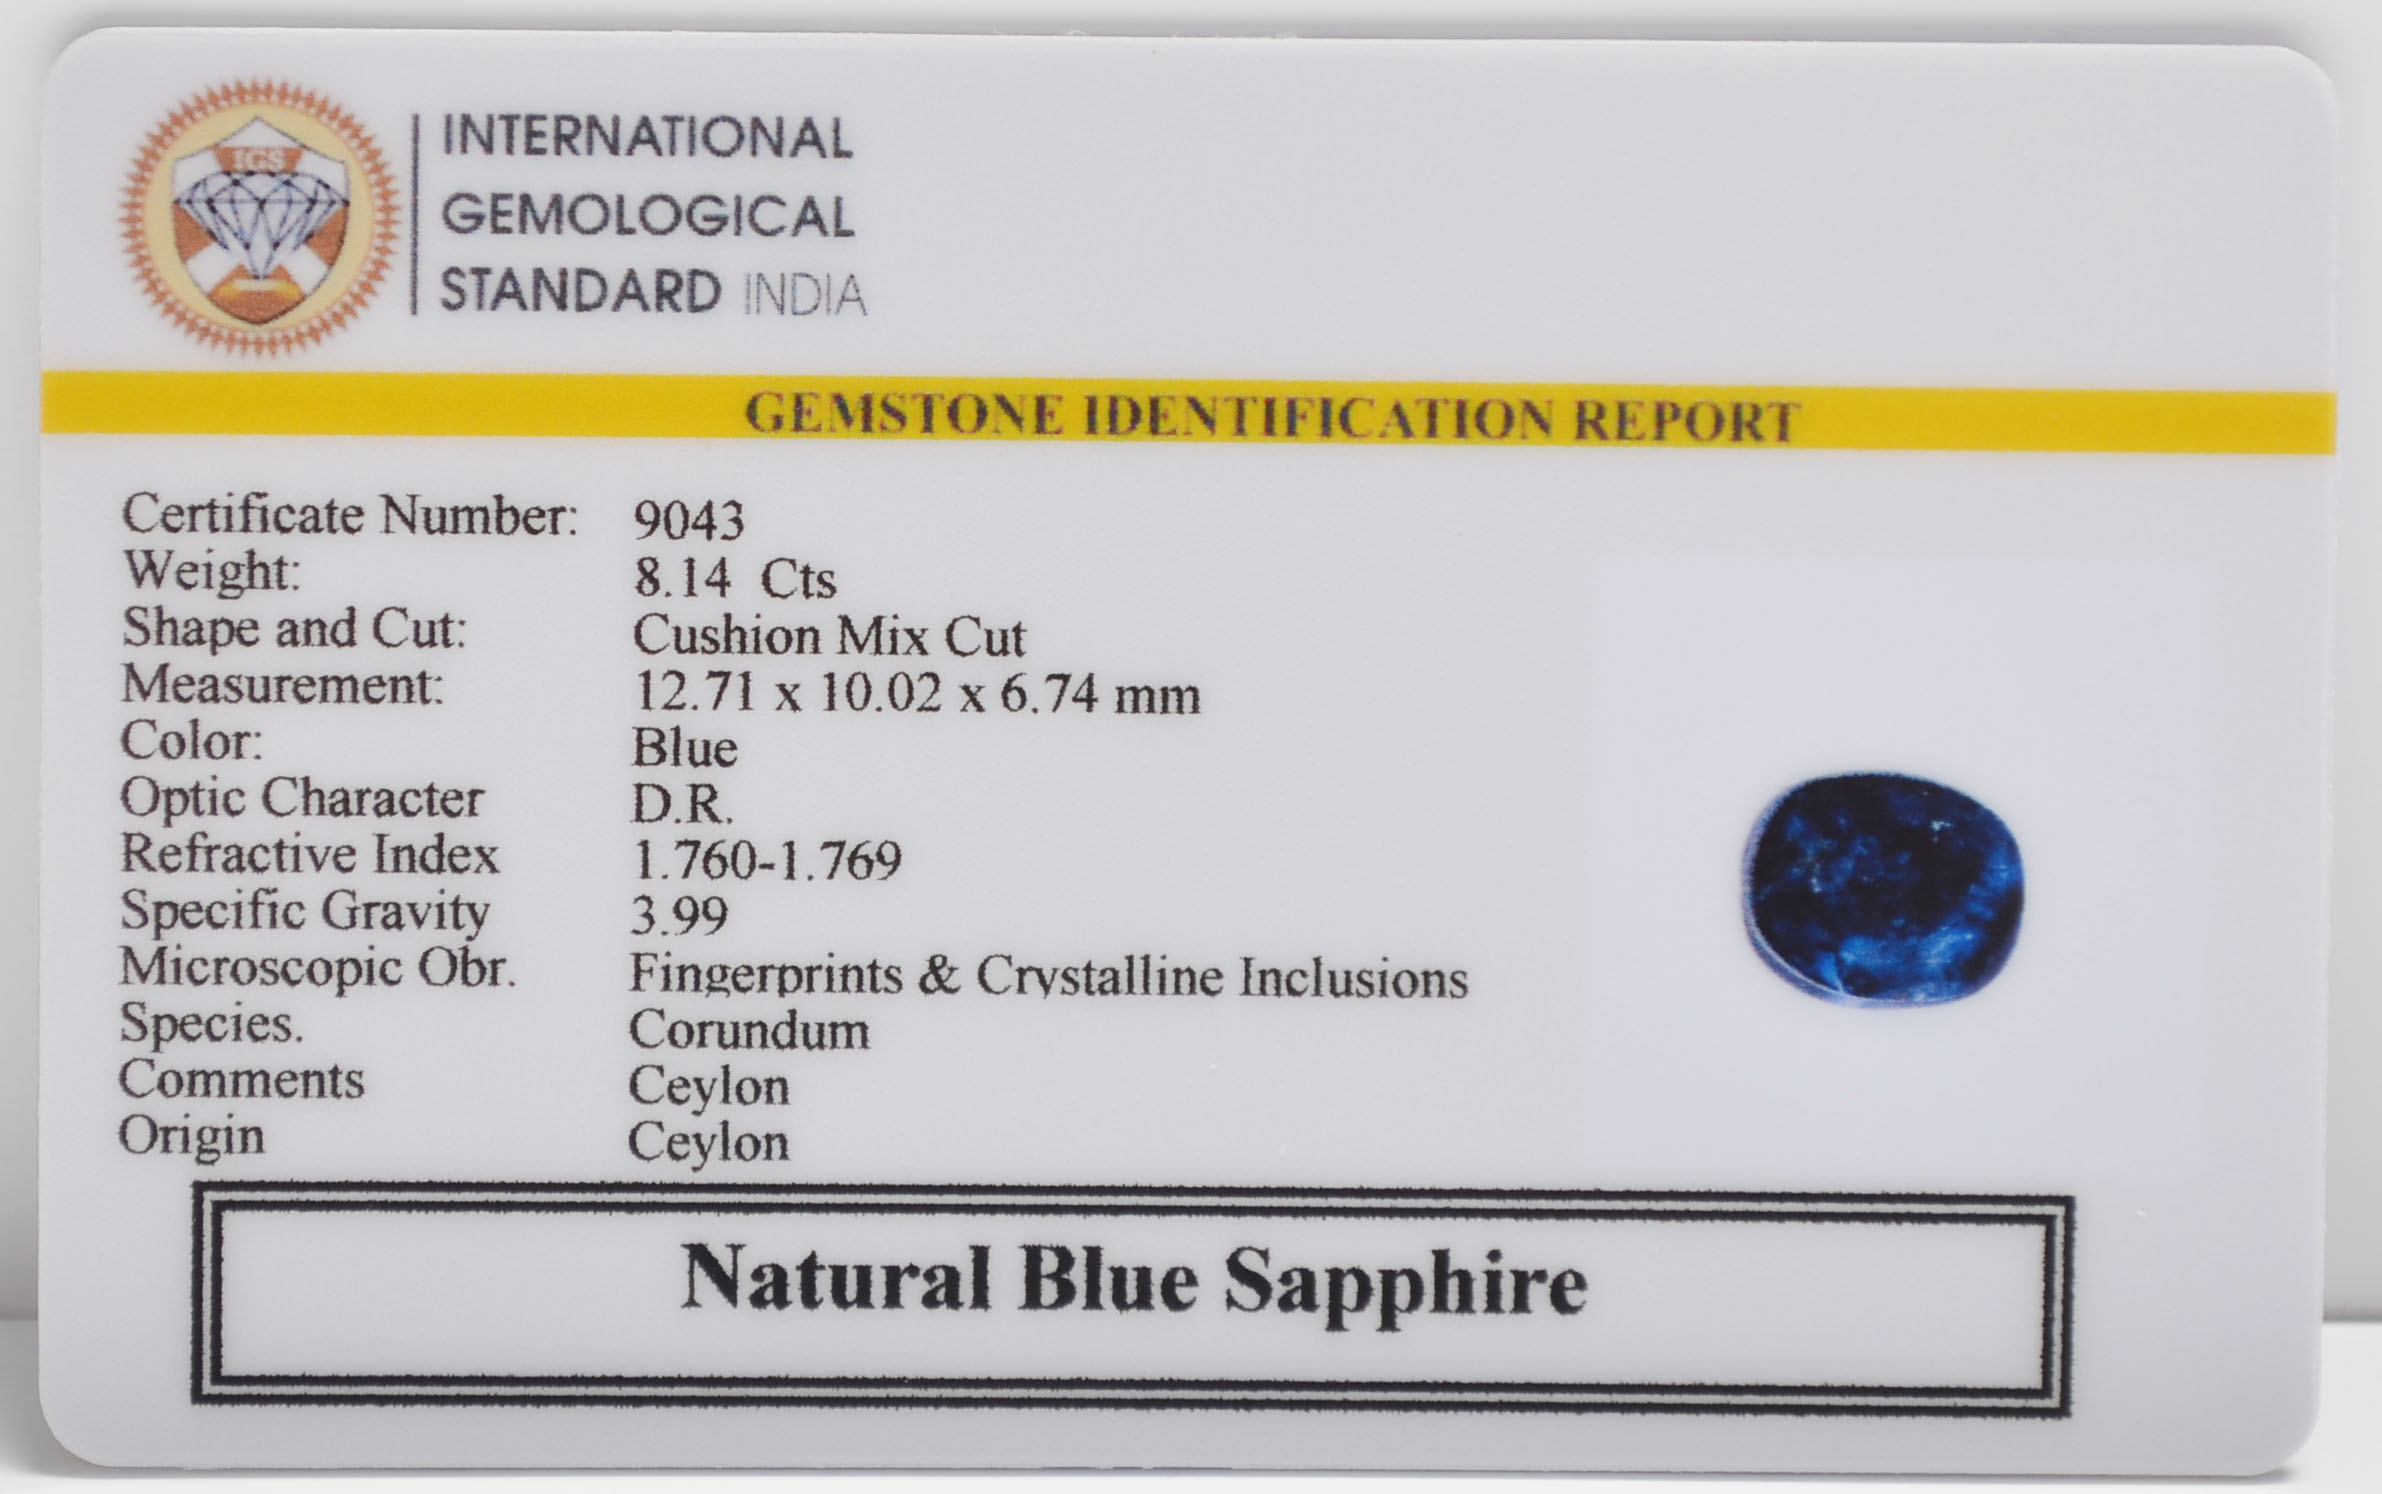 IGS
INTERNATIONAL
GEMOLOGICAL
STANDARD INDIA
GEMSTONE IDENTIFICATION REPORT
Certificate Number: 9043
Weight: 8.14 Cts
Shape and Cut: Cushion Mix Cut
Measurement: 12.71 x 10.02 x 6.74 mm
Color: Blue
Optic Character D.R.
Refractive Index 1.760-1.769
Specific Gravity 3.99
Microscopic Obr. Fingerprints & Crystalline Inclusions
Species. Corundum
Comments Ceylon
Origin Ceylon
Natural Blue Sapphire